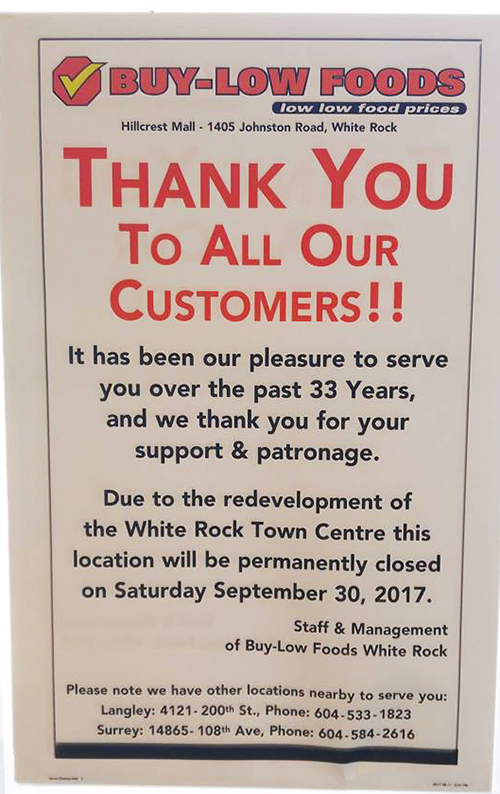 BUY-LOW FOODS
low low food prices
Hillcrest Mall - 1405 Johnston Road, White Rock
THANK YOU
TO ALL OUR
CUSTOMERS!!
It has been our pleasure to serve
you over the past 33 Years,
and we thank you for your
support & patronage.
Due to the redevelopment of
the White Rock Town Centre this
location will be permanently closed
on Saturday September 30, 2017.
Staff & Management
of Buy-Low Foods White Rock
Please note we have other locations nearby to serve you:
Langley: 4121- 200th St., Phone: 604-533-1823
Surrey: 14865- 108th Ave, Phone: 604-584-2616